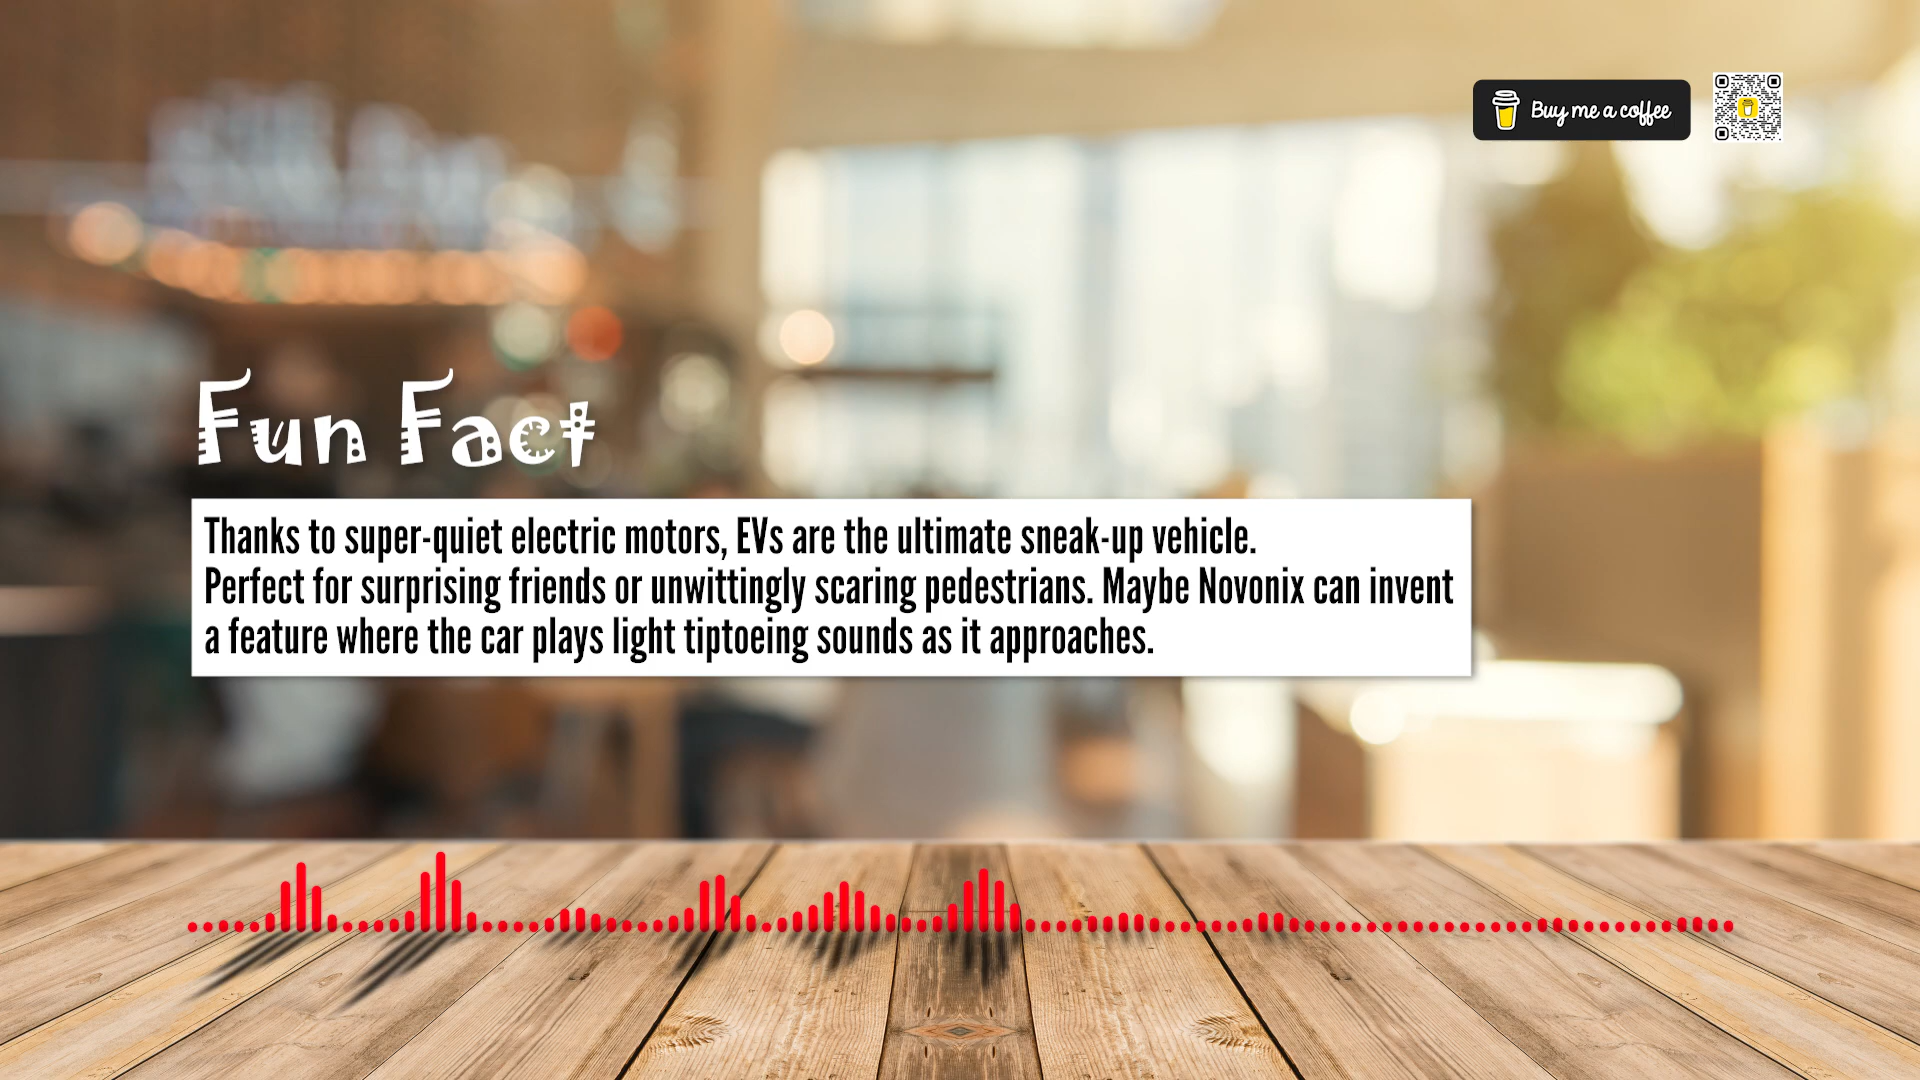 Buy me a coffee
Fun Fact
Thanks to super-quiet electric motors, EVs are the ultimate sneak-up vehicle.
Perfect for surprising friends or unwittingly scaring pedestrians. Maybe Novonix can invent
a feature where the car plays light tiptoeing sounds as it approaches.